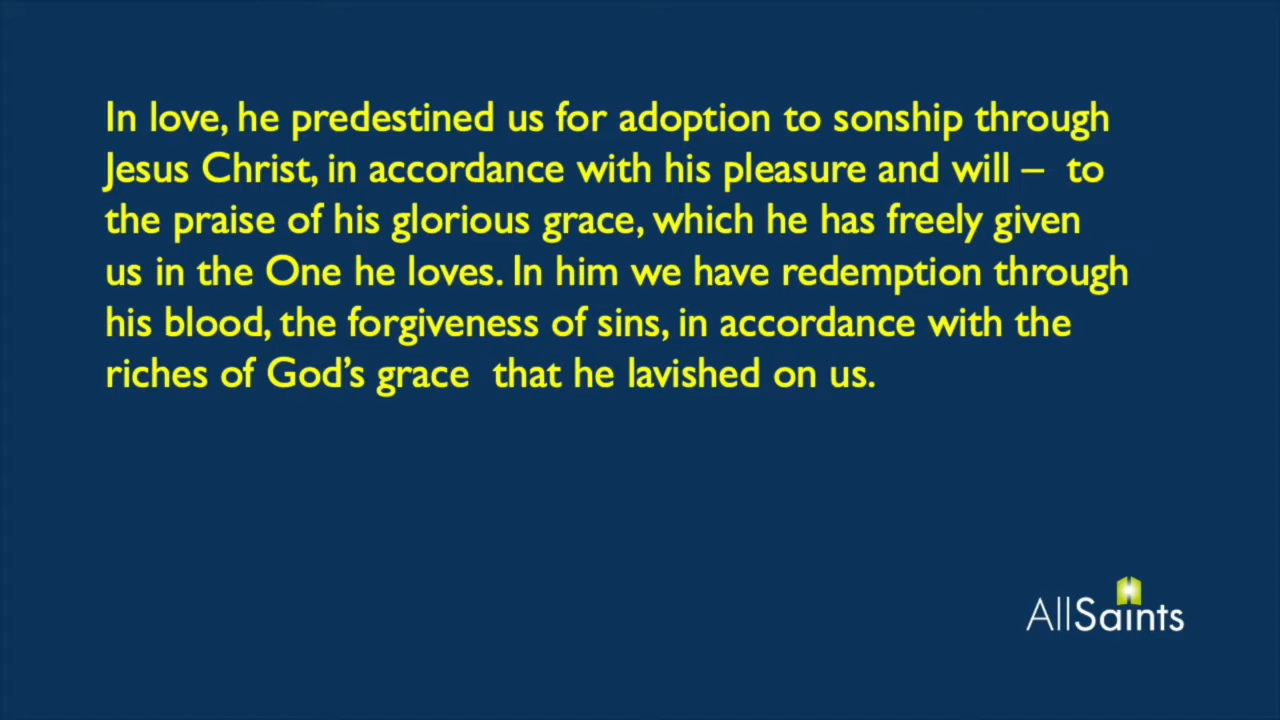 In love, he predestined us for adoption to sonship through
Jesus Christ, in accordance with his pleasure and will –  to
the praise of his glorious grace, which he has freely given
us in the One he loves. In him we have redemption through
his blood, the forgiveness of sins, in accordance with the
riches of God’s grace  that he lavished on us.
AllSaints